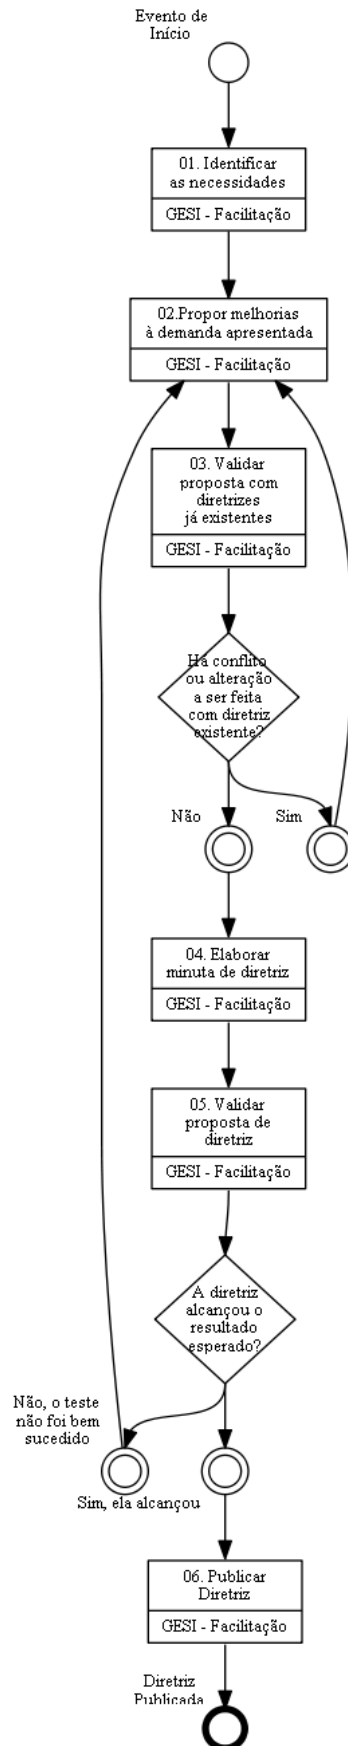 Evento de
Início
01. Identificar
as necessidades
GESI - Facilitação
02.Propor melhorias
à demanda apresentada
GESI - Facilitação
03. Validar
proposta com
diretrizes
já existentes
GESI - Facilitação
Há conflito
ou alteração
a ser feita
com diretriz
existente?
Não
Sim
04. Elaborar
minuta de diretriz
GESI - Facilitação
05. Validar
proposta de
diretriz
GESI - Facilitação
A diretriz
alcançou o
resultado
esperado?
Não, o teste
não foi bem
sucedido
Sim, ela alcançou
06. Publicar
Diretriz
GESI - Facilitação
Diretriz
Publicada